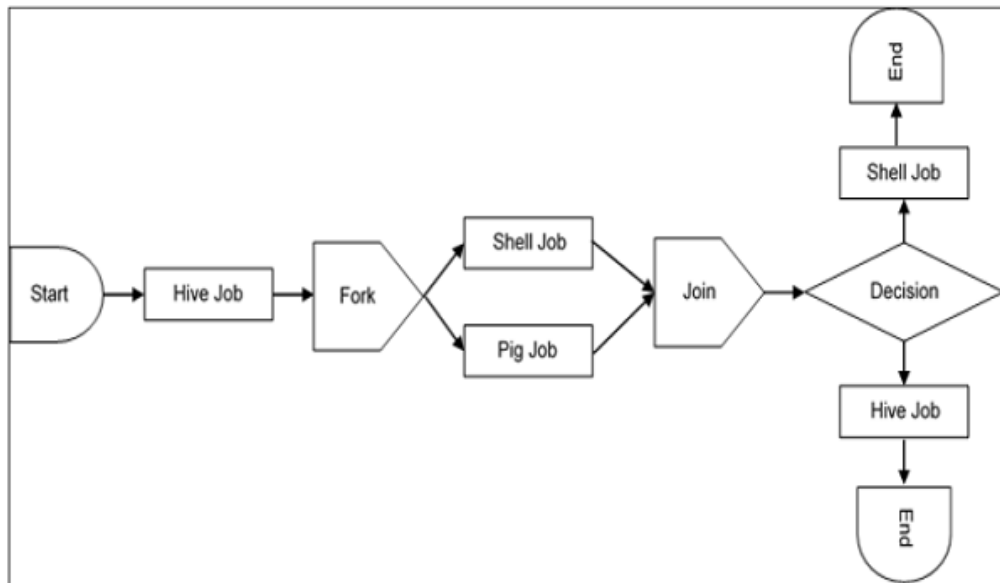 Start
Hive Job
Fork
Shell Job
Pig Job
Join
Decision
Shell Job
End
Hive Job
End